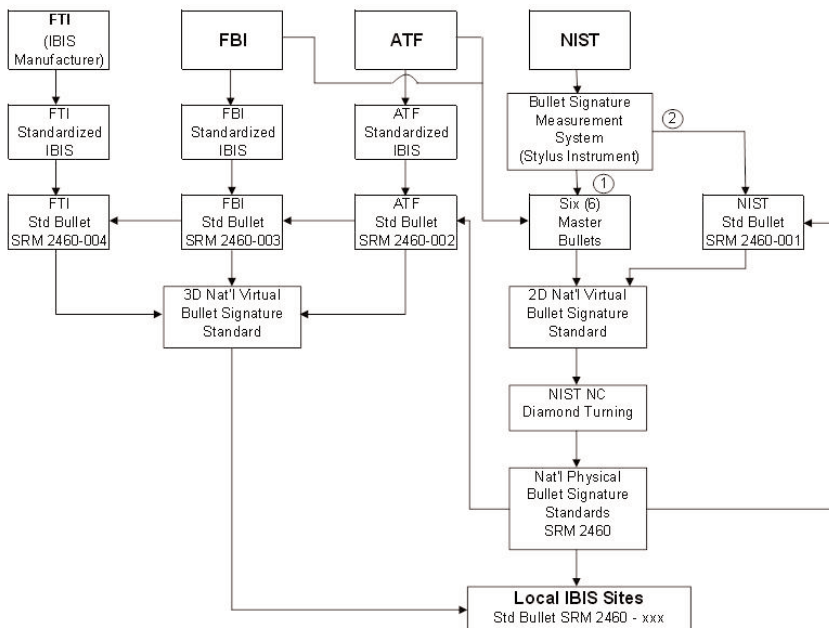 FTI
(IBIS
Manufacturer)
FBI
ATF
NIST
FTI
Standardized
IBIS
FBI
Standardized
IBIS
ATF
Standardized
IBIS
Bullet Signature
Measurement
System
(Stylus Instrument)
2
1
FTI
Std Bullet
SRM 2460-004
FBI
Std Bullet
SRM 2460-003
ATF
Std Bullet
SRM 2460-002
Six (6)
Master
Bullets
NIST
Std Bullet
SRM 2460-001
3D Nat'l Virtual
Bullet Signature
Standard
2D Nat'l Virtual
Bullet Signature
Standard
NIST NC
Diamond Turning
Nat'l Physical
Bullet Signature
Standards
SRM 2460
Local IBIS Sites
Std Bullet SRM 2460 - xxx